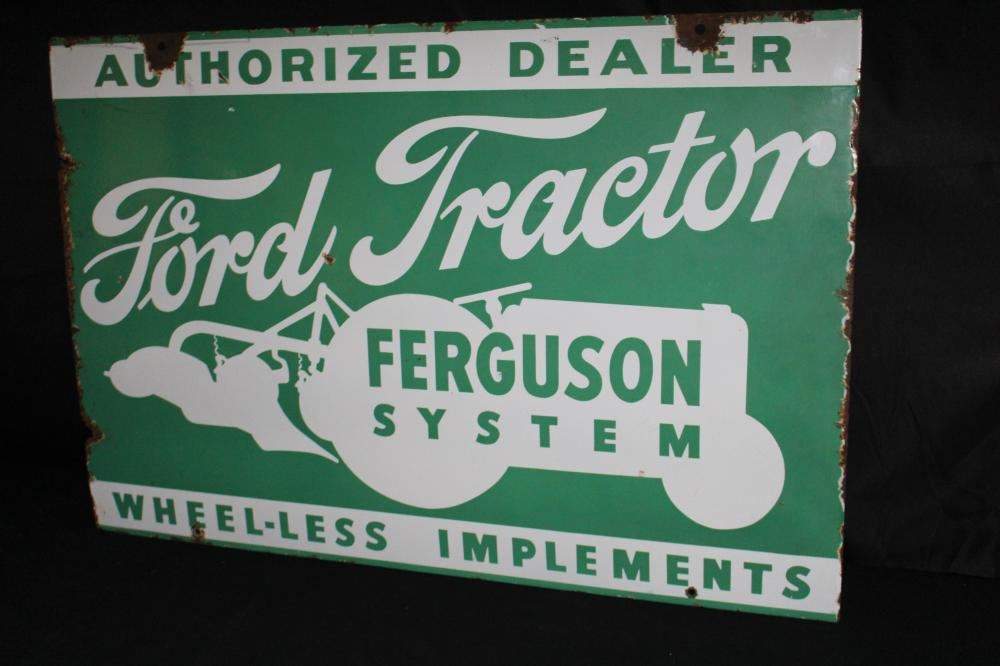 AUTHORIZED DEALER
Ford Tractor
FERGUSON
SYSTEM
WHEEL-LESS IMPLEMENTS